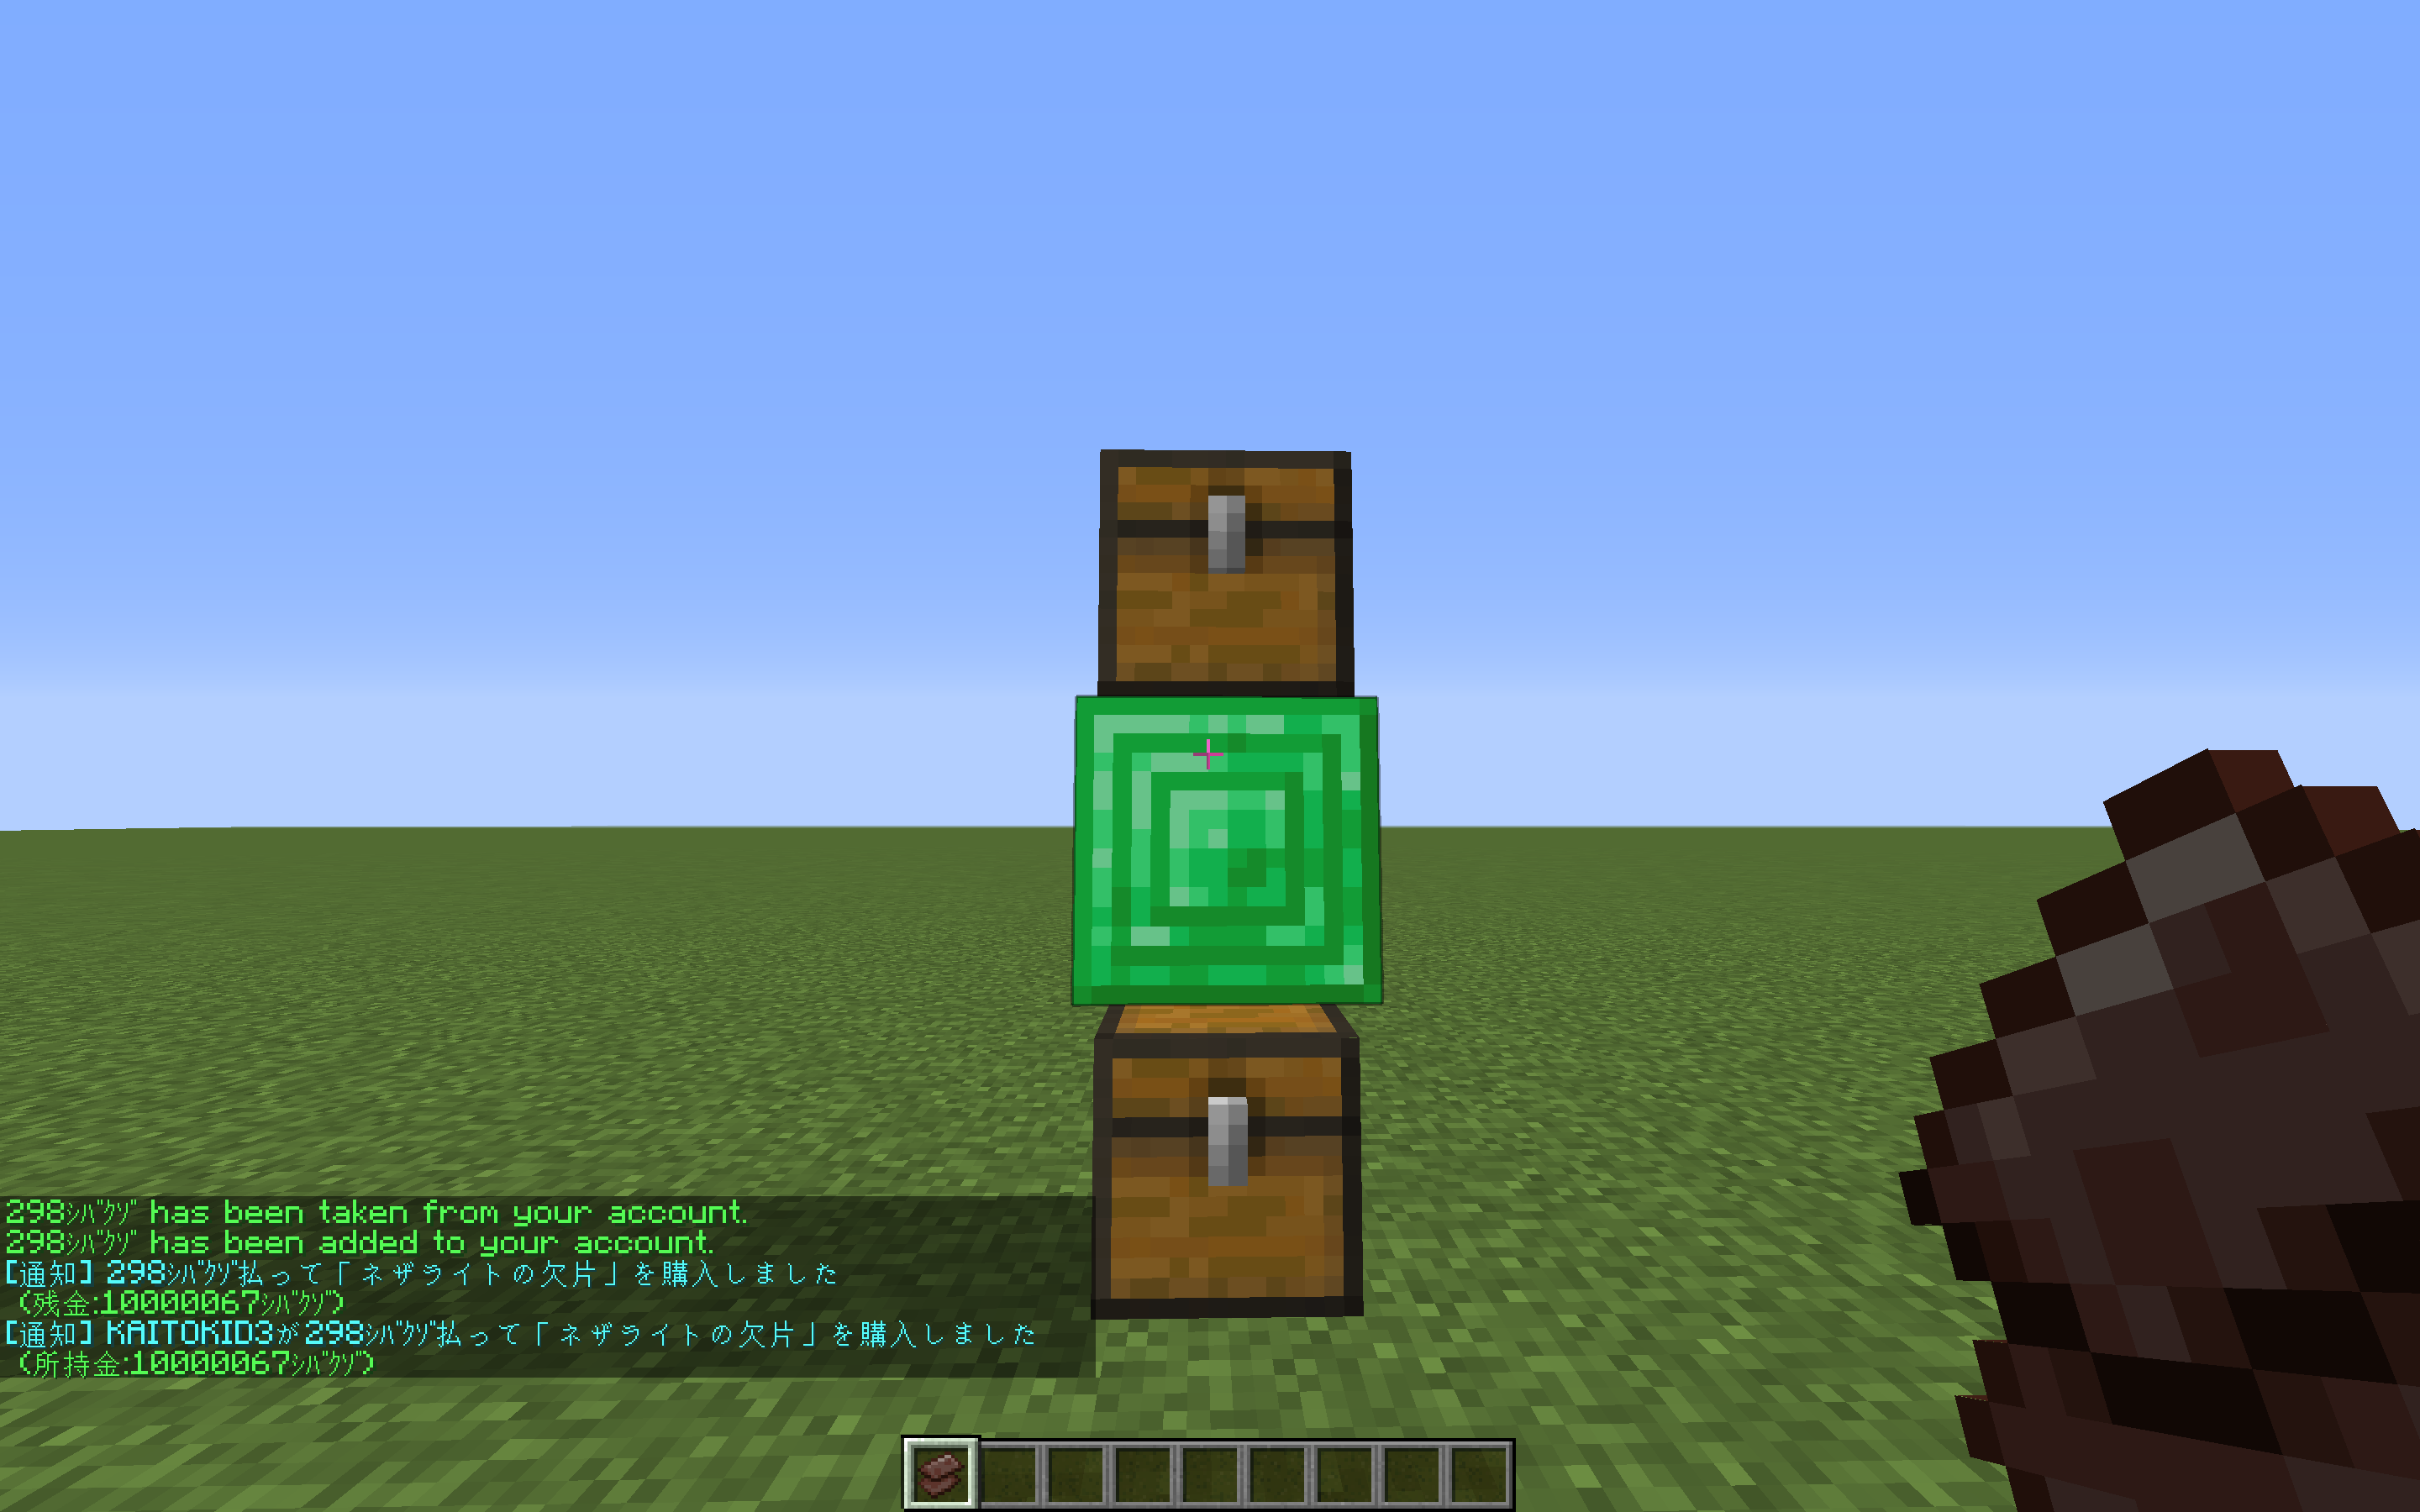 298ｼﾊﾞｸｿﾞ has been taken from your account.
298ｼﾊﾞｸｿﾞ has been added to your account.
[通知] 298ｼﾊﾞｸｿﾞ払って「ネザライトの欠片」を購入しました
(残金:10000067ｼﾊﾞｸｿﾞ)
[通知] KAITOKID3が298ｼﾊﾞｸｿﾞ払って「ネザライトの欠片」を購入しました
(所持金:10000067ｼﾊﾞｸｿﾞ)